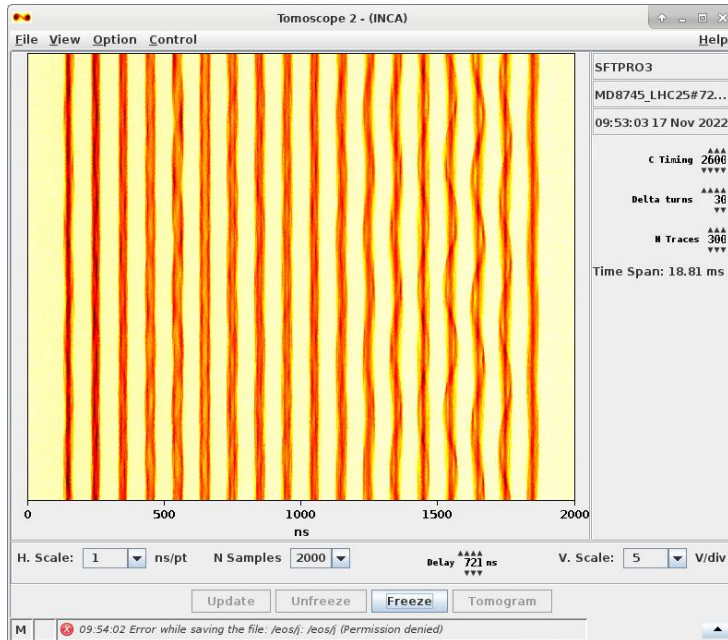 Tomoscope 2 - (INCA)
File View Option Control Help
SFTPRO3
MD8745_LHC25#72...
09:53:03 17 Nov 2022
C Timing 2600
Delta turns 30
N Traces 300
Time Span: 18.81 ms
0 500 1000 1500 2000
ns
H. Scale: 1 ns/pt N Samples 2000 Delay 721 ns V. Scale: 5 V/div
Update Unfreeze Freeze Tomogram
M 09:54:02 Error while saving the file: /eos/j: /eos/j (Permission denied)